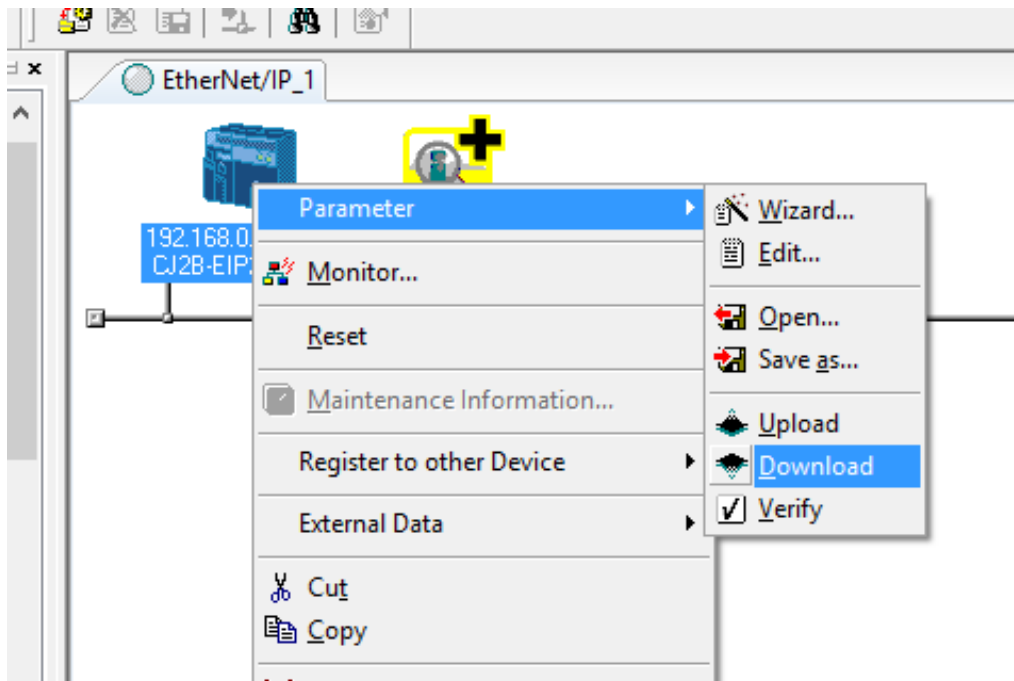 EtherNet/IP_1
192.168.0.
CJ2B-EIP
Parameter
Monitor...
Reset
Maintenance Information...
Register to other Device
External Data
Cut
Copy
Wizard...
Edit...
Open...
Save as...
Upload
Download
Verify